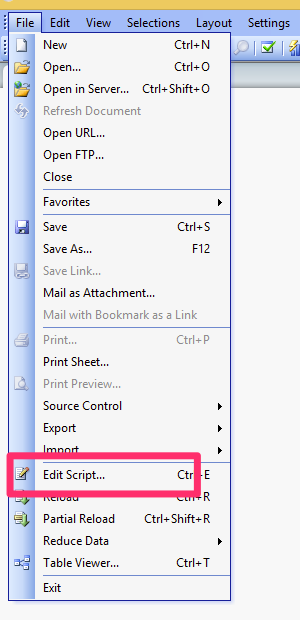 File Edit View Selections Layout Settings
New Ctrl+N
Open... Ctrl+O
Open in Server... Ctrl+Shift+O
Refresh Document
Open URL...
Open FTP...
Close
Favorites
Save Ctrl+S
Save As... F12
Save Link...
Mail as Attachment...
Mail with Bookmark as a Link
Print... Ctrl+P
Print Sheet...
Print Preview...
Source Control
Export
Import
Edit Script... Ctrl+E
Reload Ctrl+R
Partial Reload Ctrl+Shift+R
Reduce Data
Table Viewer... Ctrl+T
Exit